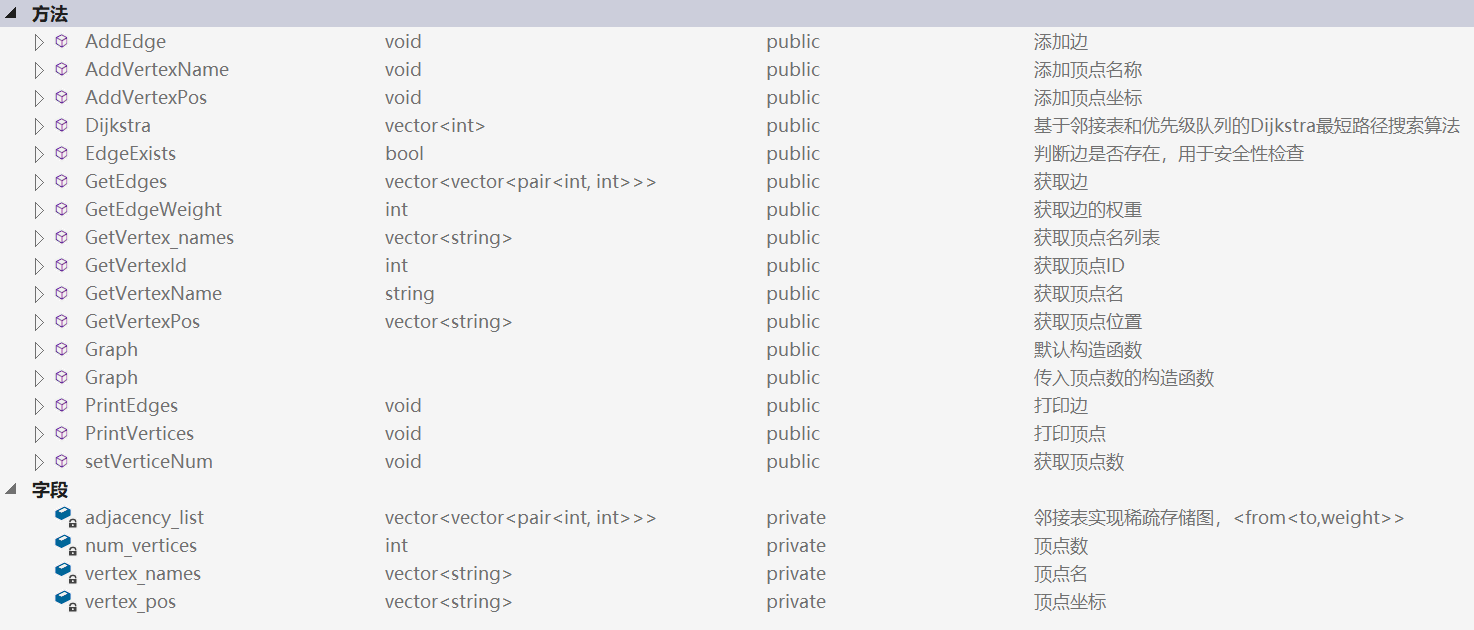 方法
AddEdge void public 添加边
AddVertexName void public 添加顶点名称
AddVertexPos void public 添加顶点坐标
Dijkstra vector<int> public 基于邻接表和优先级队列的Dijkstra最短路径搜索算法
EdgeExists bool public 判断边是否存在，用于安全性检查
GetEdges vector<vector<pair<int, int>>> public 获取边
GetEdgeWeight int public 获取边的权重
GetVertex_names vector<string> public 获取顶点名列表
GetVertexId int public 获取顶点ID
GetVertexName string public 获取顶点名
GetVertexPos vector<string> public 获取顶点位置
Graph public 默认构造函数
Graph public 传入顶点数的构造函数
PrintEdges void public 打印边
PrintVertices void public 打印顶点
setVerticeNum void public 获取顶点数
字段
adjacency_list vector<vector<pair<int, int>>> private 邻接表实现稀疏存储图，<from<to,weight>>
num_vertices int private 顶点数
vertex_names vector<string> private 顶点名
vertex_pos vector<string> private 顶点坐标